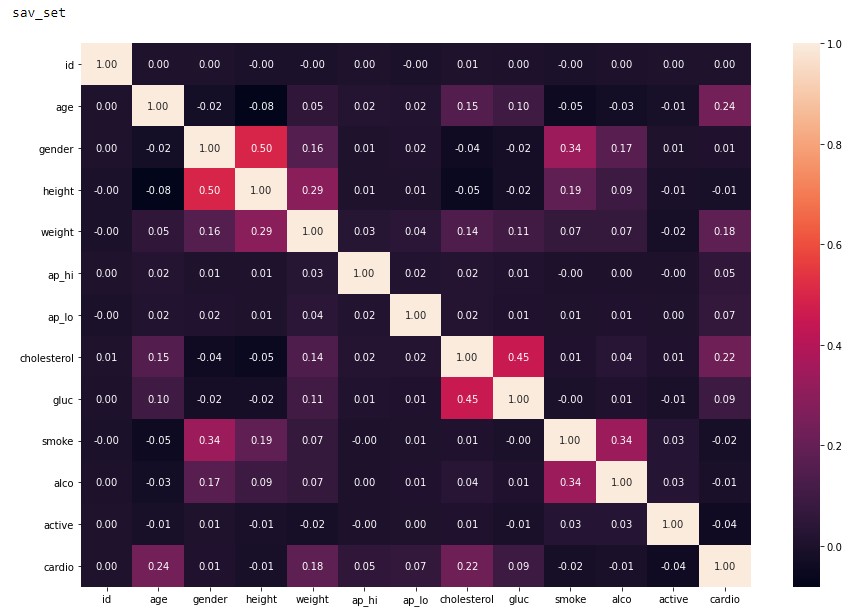 sav_set
id 1.00 0.00 0.00 -0.00 -0.00 0.00 -0.00 0.01 0.00 -0.00 0.00 0.00 0.00 1.0
age 0.00 1.00 -0.02 -0.08 0.05 0.02 0.02 0.15 0.10 -0.05 -0.03 -0.01 0.24
gender 0.00 -0.02 1.00 0.50 0.16 0.01 0.02 -0.04 -0.02 0.34 0.17 0.01 0.01 0.8
height -0.00 -0.08 0.50 1.00 0.29 0.01 0.01 -0.05 -0.02 0.19 0.09 -0.01 -0.01
weight -0.00 0.05 0.16 0.29 1.00 0.03 0.04 0.14 0.11 0.07 0.07 -0.02 0.18 0.6
ap_hi 0.00 0.02 0.01 0.01 0.03 1.00 0.02 0.02 0.01 -0.00 0.00 -0.00 0.05
ap_lo -0.00 0.02 0.02 0.01 0.04 0.02 1.00 0.02 0.01 0.01 0.01 0.00 0.07
cholesterol 0.01 0.15 -0.04 -0.05 0.14 0.02 0.02 1.00 0.45 0.01 0.04 0.01 0.22 0.4
gluc 0.00 0.10 -0.02 -0.02 0.11 0.01 0.01 0.45 1.00 -0.00 0.01 -0.01 0.09
smoke -0.00 -0.05 0.34 0.19 0.07 -0.00 0.01 0.01 -0.00 1.00 0.34 0.03 -0.02 0.2
alco 0.00 -0.03 0.17 0.09 0.07 0.00 0.01 0.04 0.01 0.34 1.00 0.03 -0.01
active 0.00 -0.01 0.01 -0.01 -0.02 -0.00 0.00 0.01 -0.01 0.03 0.03 1.00 -0.04
cardio 0.00 0.24 0.01 -0.01 0.18 0.05 0.07 0.22 0.09 -0.02 -0.01 -0.04 1.00 0.0
id age gender height weight ap_hi ap_lo cholesterol gluc smoke alco active cardio